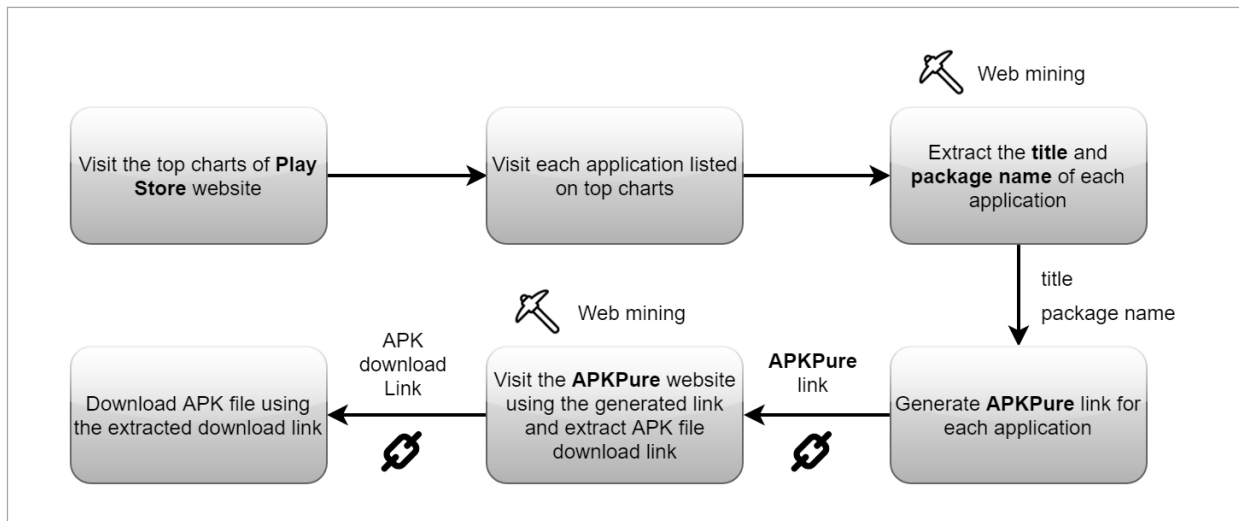 Visit the top charts of Play
Store website
Visit each application listed
on top charts
Web mining
Extract the title and
package name of each
application
title
package name
Generate APKPure link for
each application
APKPure
link
Web mining
Visit the APKPure website
using the generated link
and extract APK file
download link
APK
download
Link
Download APK file using
the extracted download link